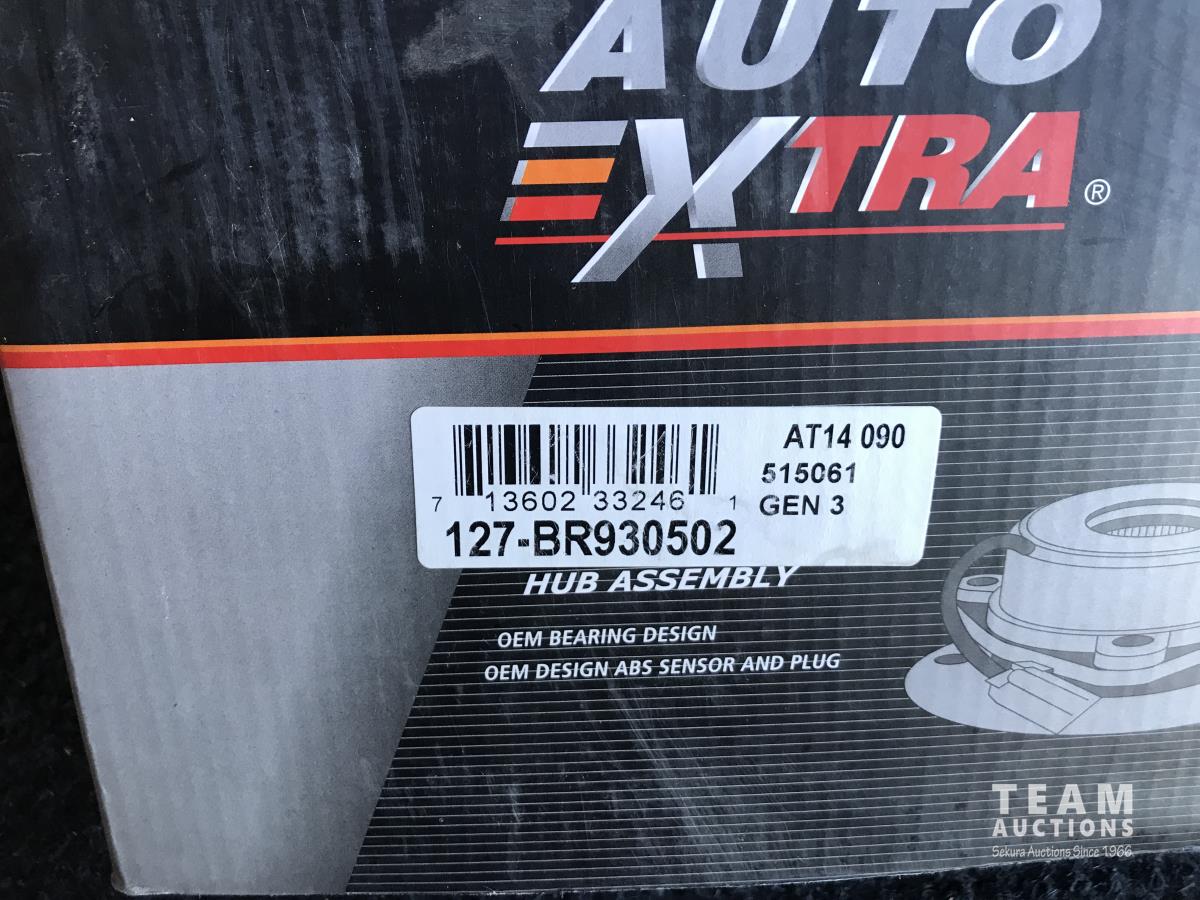 AUTO
EXTRA®
AT14 090
515061
GEN 3
7 13602 33246 1
127-BR930502
HUB ASSEMBLY
OEM BEARING DESIGN
OEM DESIGN ABS SENSOR AND PLUG
TEAM
AUCTIONS
Sekura Auctions Since 1966